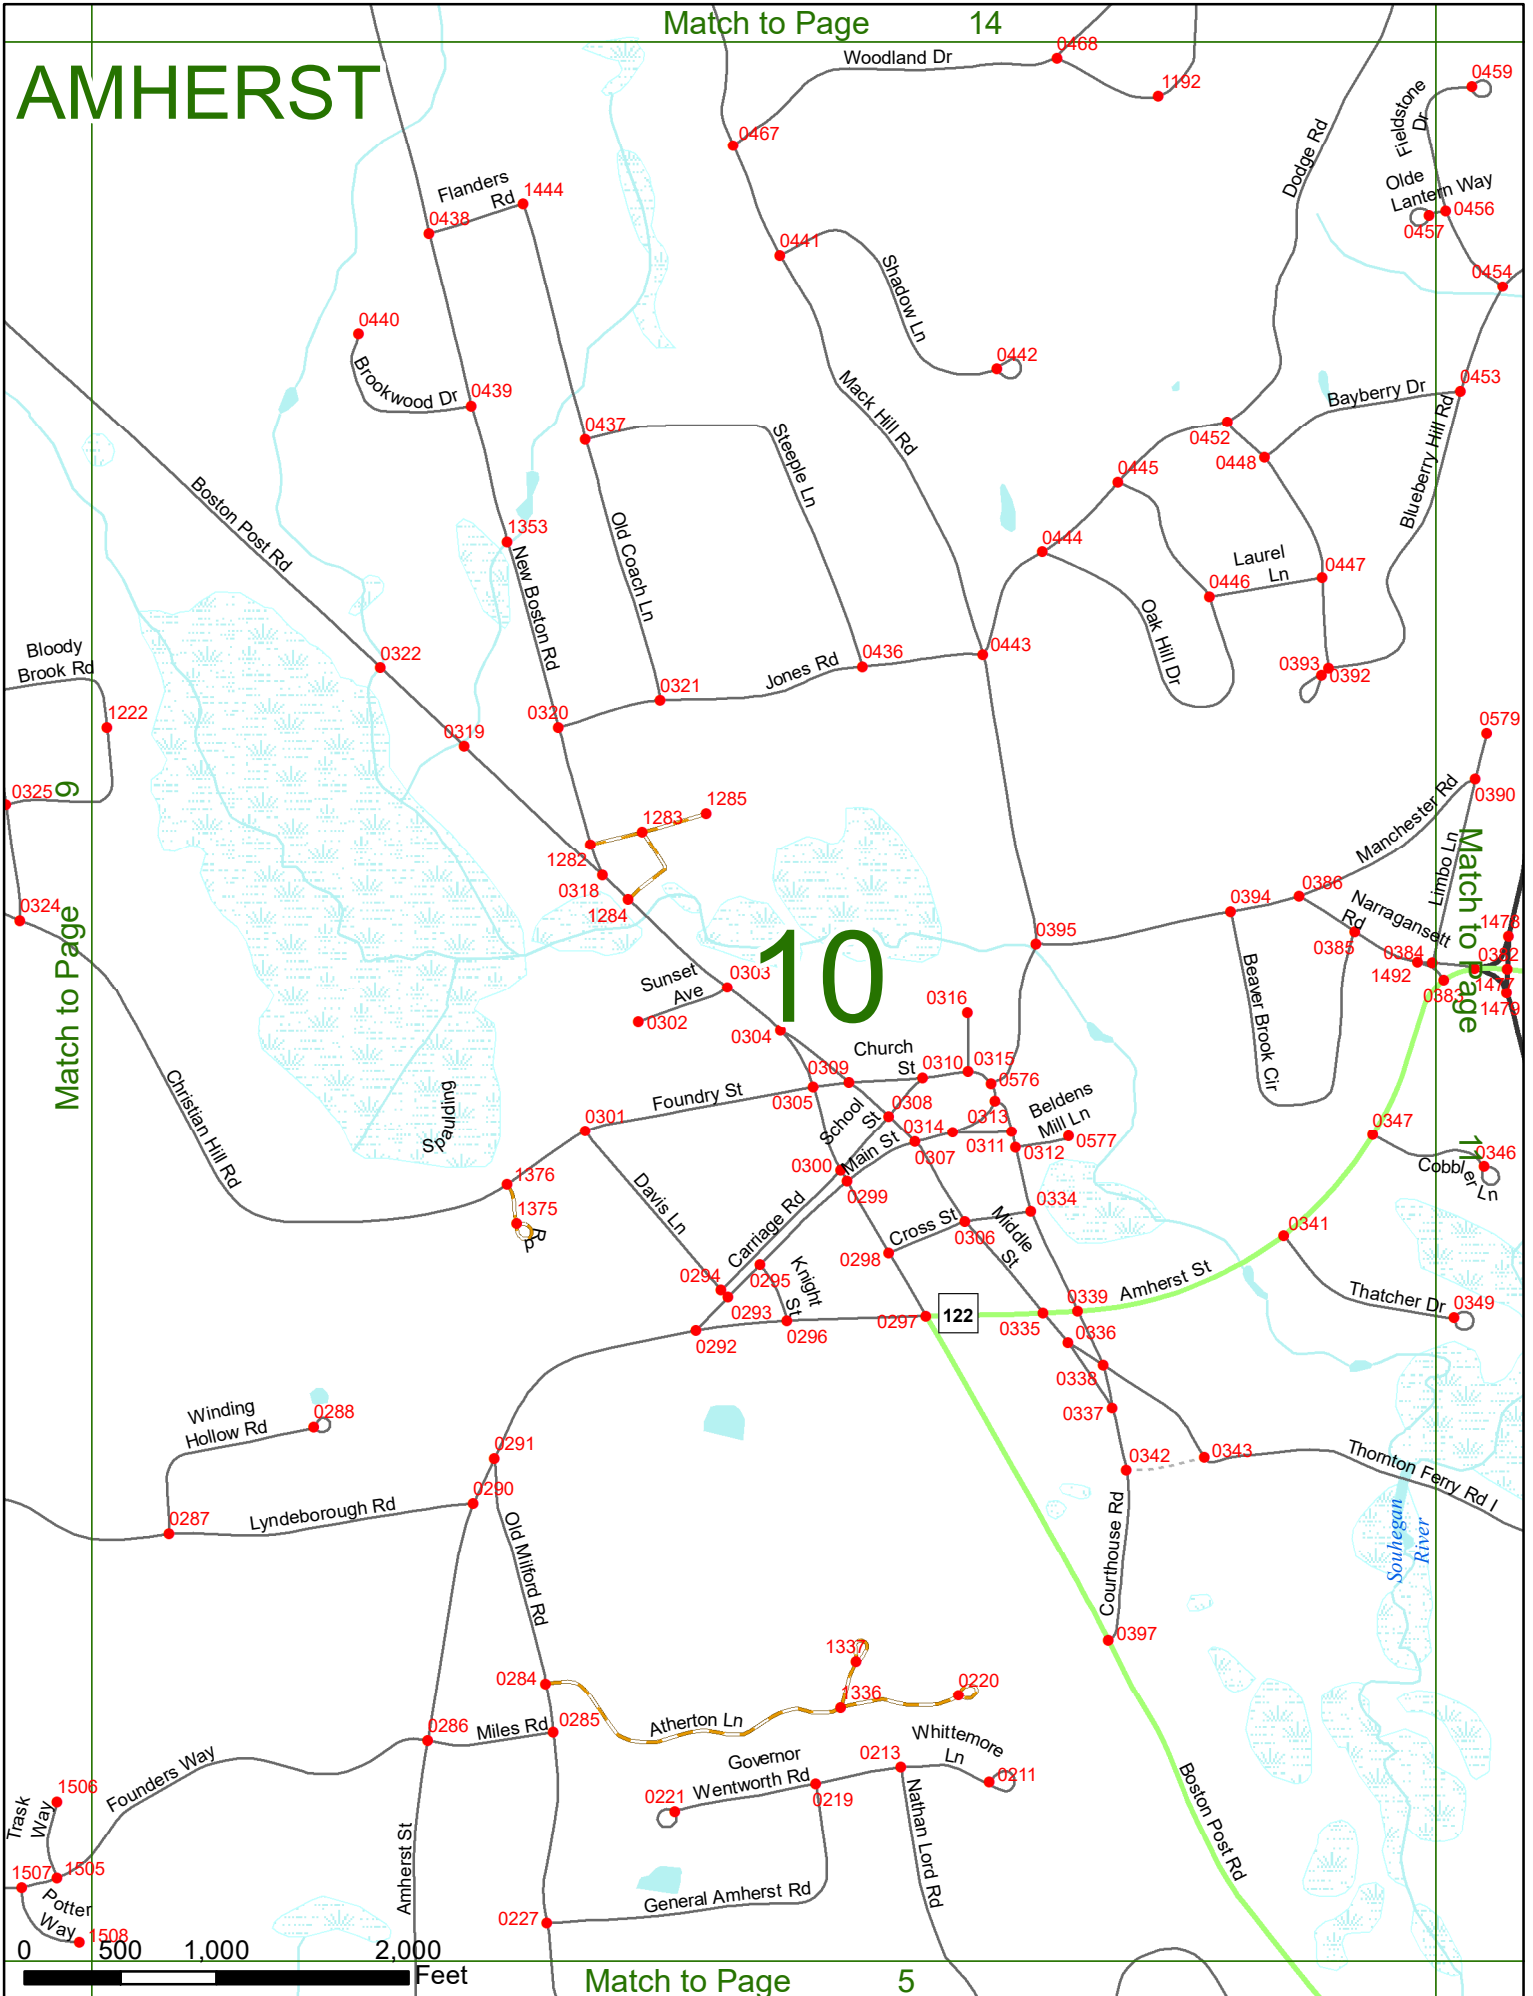 Match to Page 14
AMHERST
Woodland Dr
0468
1192
0459
Fieldstone
Dr
0467
Dodge Rd
Flanders
Rd
1444
0438
Olde
Lantern Way
0456
0457
0441
Shadow Ln
0454
0440
Brookwood Dr
0439
0442
Mack Hill Rd
0453
Bayberry Dr
0452
0448
Blueberry Hill Rd
0437
Steeple Ln
0445
Boston Post Rd
1353
New Boston Rd
Old Coach Ln
0444
Laurel
Ln
0447
0446
Oak Hill Dr
Bloody
Brook Rd
0322
0436
0443
Jones Rd
0393
0392
0321
1222
0320
0319
0579
0325
9
1285
1283
0390
Manchester Rd
Limbo Ln
1282
0318
1284
0386
0394
Narragansett
Rd
0324
Match to Page
0395
0385
0384
1492
1478
0382
1477
0383
1479
Match to Page
11
10
Sunset
Ave
0303
0302
0304
Beaver Brook Cir
0316
Church
St
0309
0310
0315
0576
Christian Hill Rd
Spaulding
Rd
Foundry St
0305
0301
School
St
0308
0313
Beldens
Mill Ln
0314
0311
0577
0312
0307
Main St
0347
0346
Cobbler Ln
1376
0300
0299
1375
Davis Ln
Carriage Rd
0334
Cross St
0306
Middle
St
0298
0341
0294
0295
Knight
St
0293
Amherst St
0339
Thatcher Dr
0349
0292
0296
0297
122
0335
0336
0338
Winding
Hollow Rd
0288
0337
0291
0342
0343
Thornton Ferry Rd I
0290
Lyndeborough Rd
0287
Old Milford Rd
Courthouse Rd
Souhegan
River
0397
1337
0284
0220
1336
0286
Miles Rd
0285
Atherton Ln
Whittemore
Ln
Governor
Wentworth Rd
0213
0211
Founders Way
0221
0219
Boston Post Rd
Trask
Way
1506
Nathan Lord Rd
1507
1505
Amherst St
General Amherst Rd
Potter
Way
0227
1508
0 500 1,000 2,000
Feet
Match to Page 5